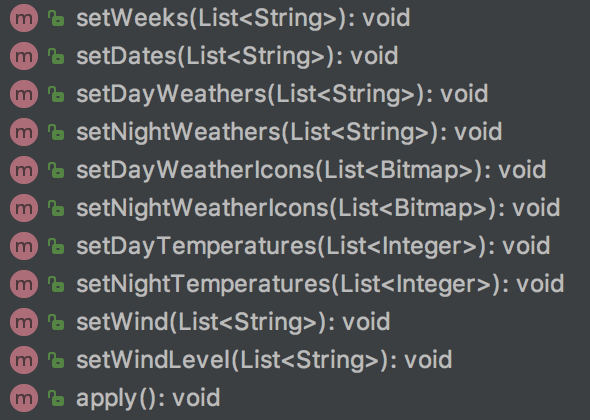 m setWeeks(List<String>): void
m setDates(List<String>): void
m setDayWeathers(List<String>): void
m setNightWeathers(List<String>): void
m setDayWeatherIcons(List<Bitmap>): void
m setNightWeatherIcons(List<Bitmap>): void
m setDayTemperatures(List<Integer>): void
m setNightTemperatures(List<Integer>): void
m setWind(List<String>): void
m setWindLevel(List<String>): void
m apply(): void